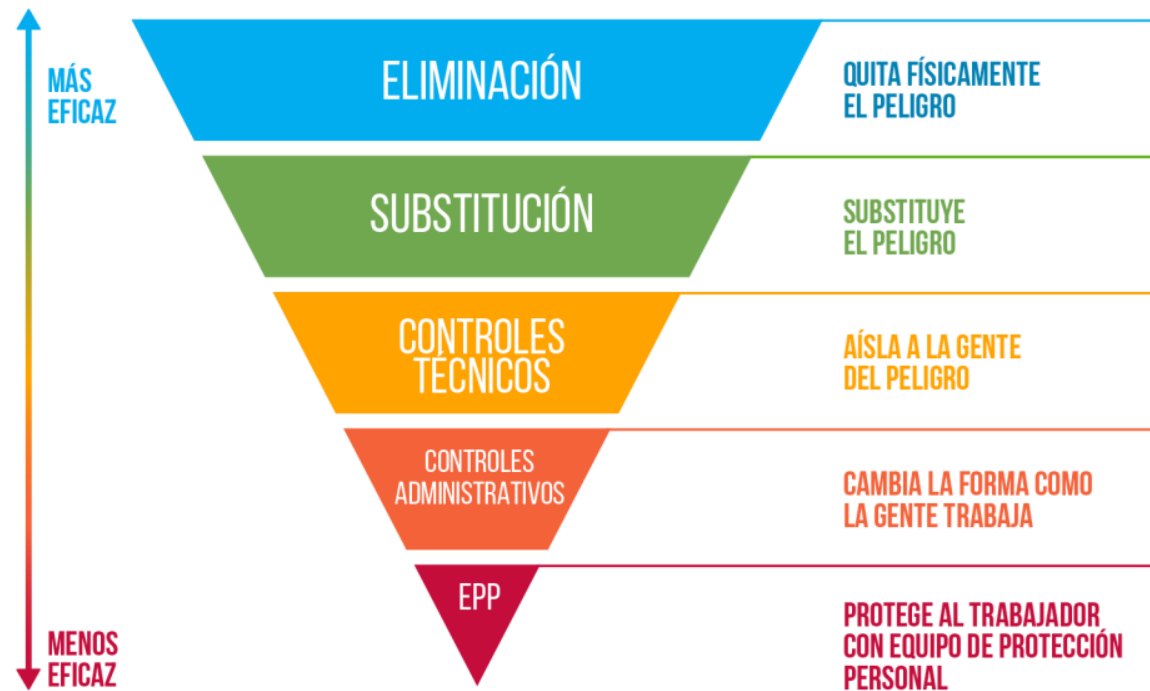 MÁS
EFICAZ
ELIMINACIÓN
QUITA FÍSICAMENTE
EL PELIGRO
SUBSTITUCIÓN
SUBSTITUYE
EL PELIGRO
CONTROLES
TÉCNICOS
AÍSLA A LA GENTE
DEL PELIGRO
CONTROLES
ADMINISTRATIVOS
CAMBIA LA FORMA COMO
LA GENTE TRABAJA
EPP
PROTEGE AL TRABAJADOR
CON EQUIPO DE PROTECCIÓN
PERSONAL
MENOS
EFICAZ